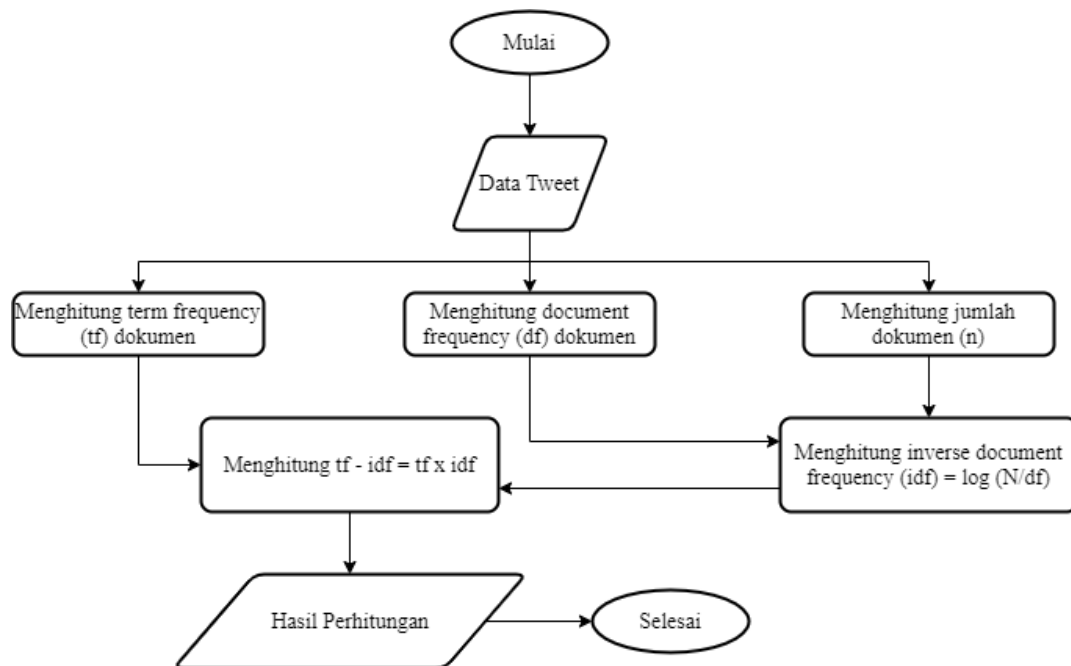 Mulai
Data Tweet
Menghitung term frequency
(tf) dokumen
Menghitung document
frequency (df) dokumen
Menghitung jumlah
dokumen (n)
Menghitung tf - idf = tf x idf
Menghitung inverse document
frequency (idf) = log (N/df)
Hasil Perhitungan
Selesai